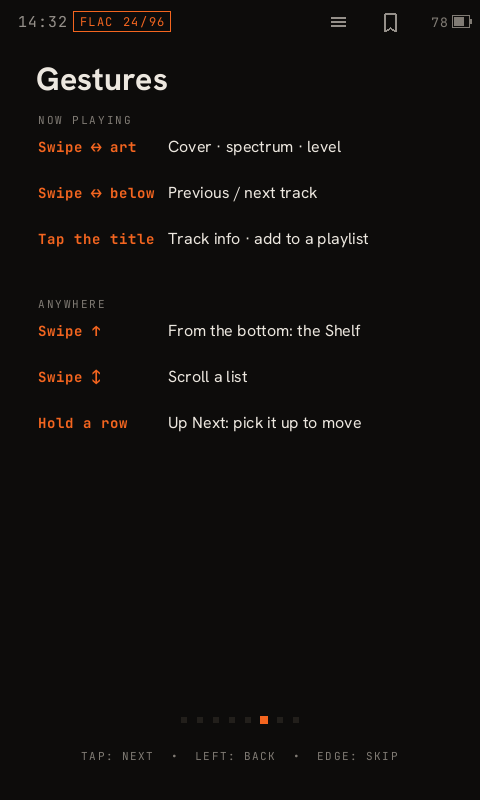 14:32 FLAC 24/96 78
Gestures
NOW PLAYING
Swipe ↔ art Cover · spectrum · level
Swipe ↔ below Previous / next track
Tap the title Track info · add to a playlist
ANYWHERE
Swipe ↑ From the bottom: the Shelf
Swipe ↕ Scroll a list
Hold a row Up Next: pick it up to move
TAP: NEXT • LEFT: BACK • EDGE: SKIP